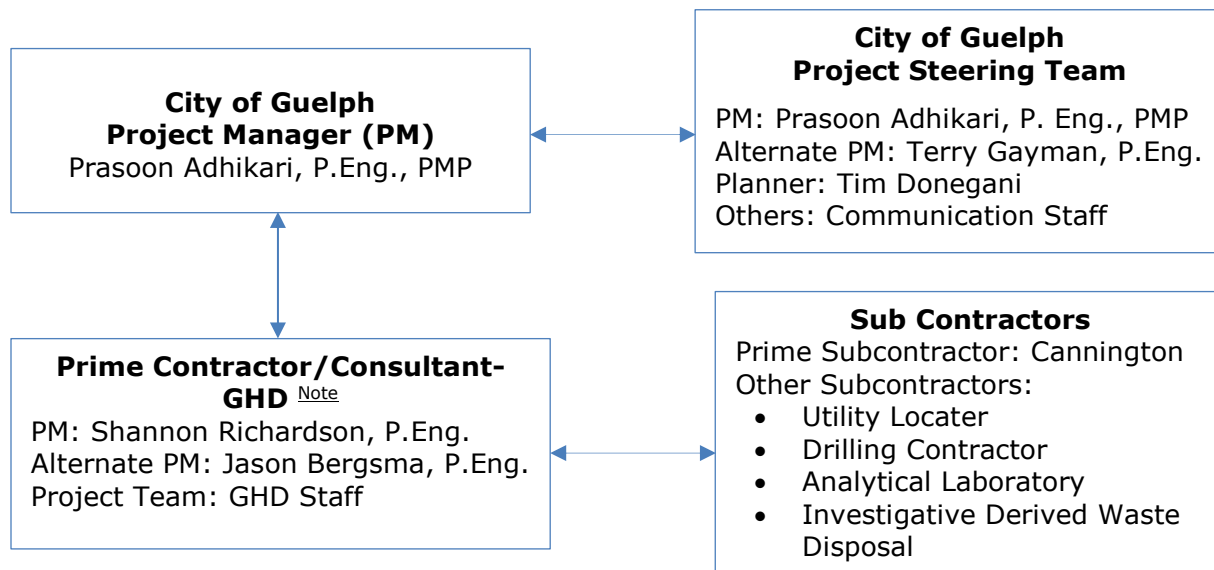 City of Guelph
Project Manager (PM)
Prasoon Adhikari, P.Eng., PMP
City of Guelph
Project Steering Team
PM: Prasoon Adhikari, P. Eng., PMP
Alternate PM: Terry Gayman, P.Eng.
Planner: Tim Donegani
Others: Communication Staff
Prime Contractor/Consultant-
GHD Note
PM: Shannon Richardson, P.Eng.
Alternate PM: Jason Bergsma, P.Eng.
Project Team: GHD Staff
Sub Contractors
Prime Subcontractor: Cannington
Other Subcontractors:
• Utility Locater
• Drilling Contractor
• Analytical Laboratory
• Investigative Derived Waste
Disposal